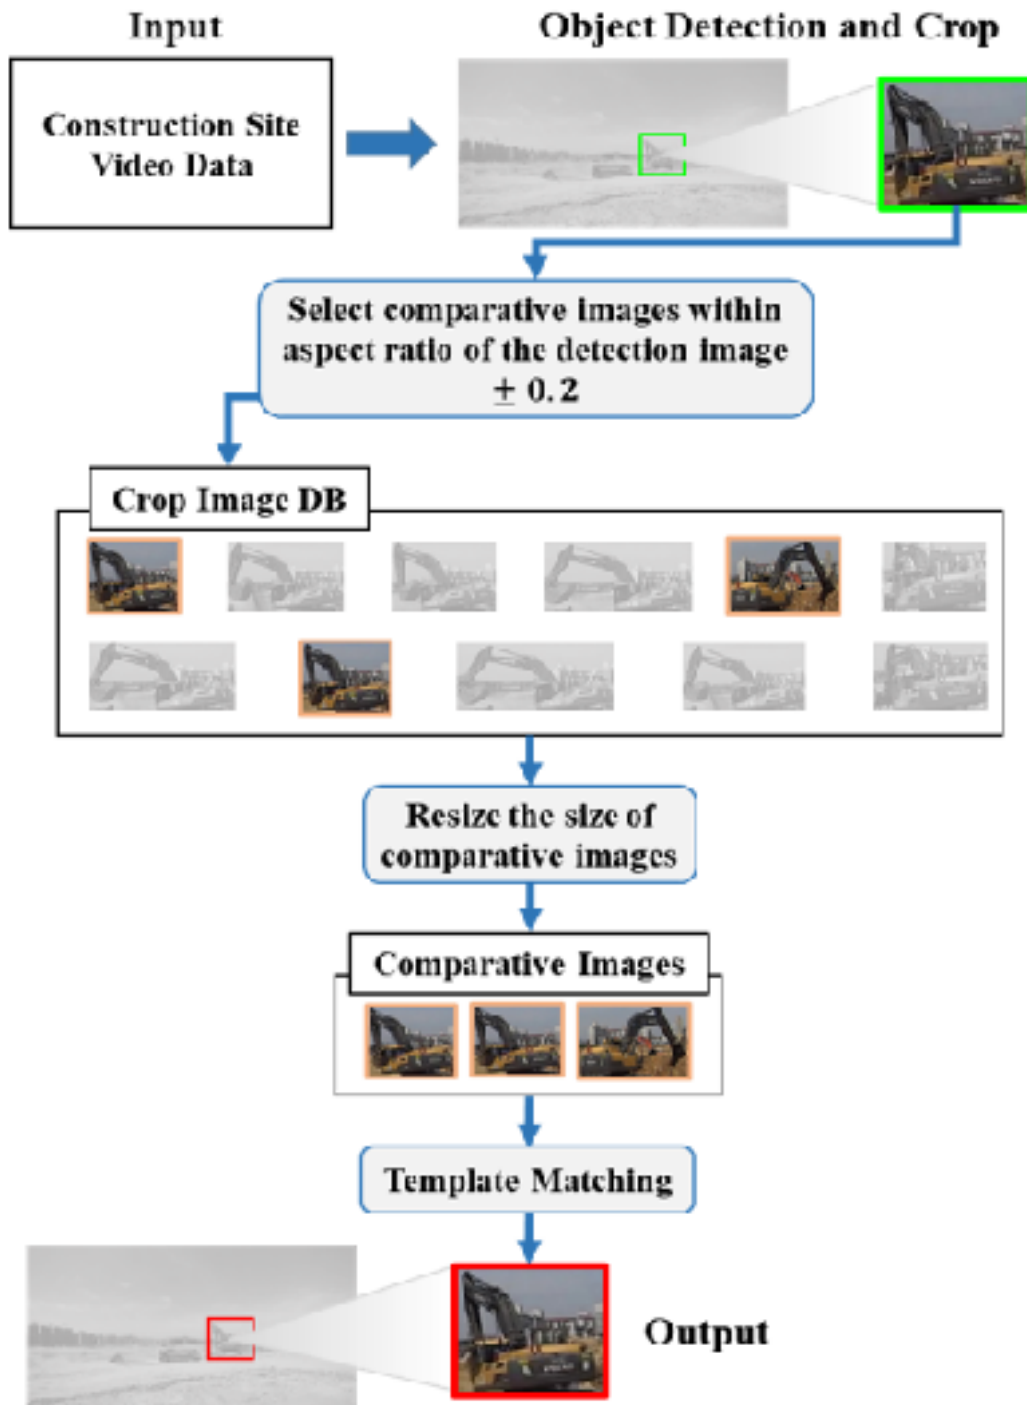 Input
Object Detection and Crop
Construction Site
Video Data
Select comparative images within
aspect ratio of the detection image
± 0.2
Crop Image DB
Resize the size of
comparative images
Comparative Images
Template Matching
Output